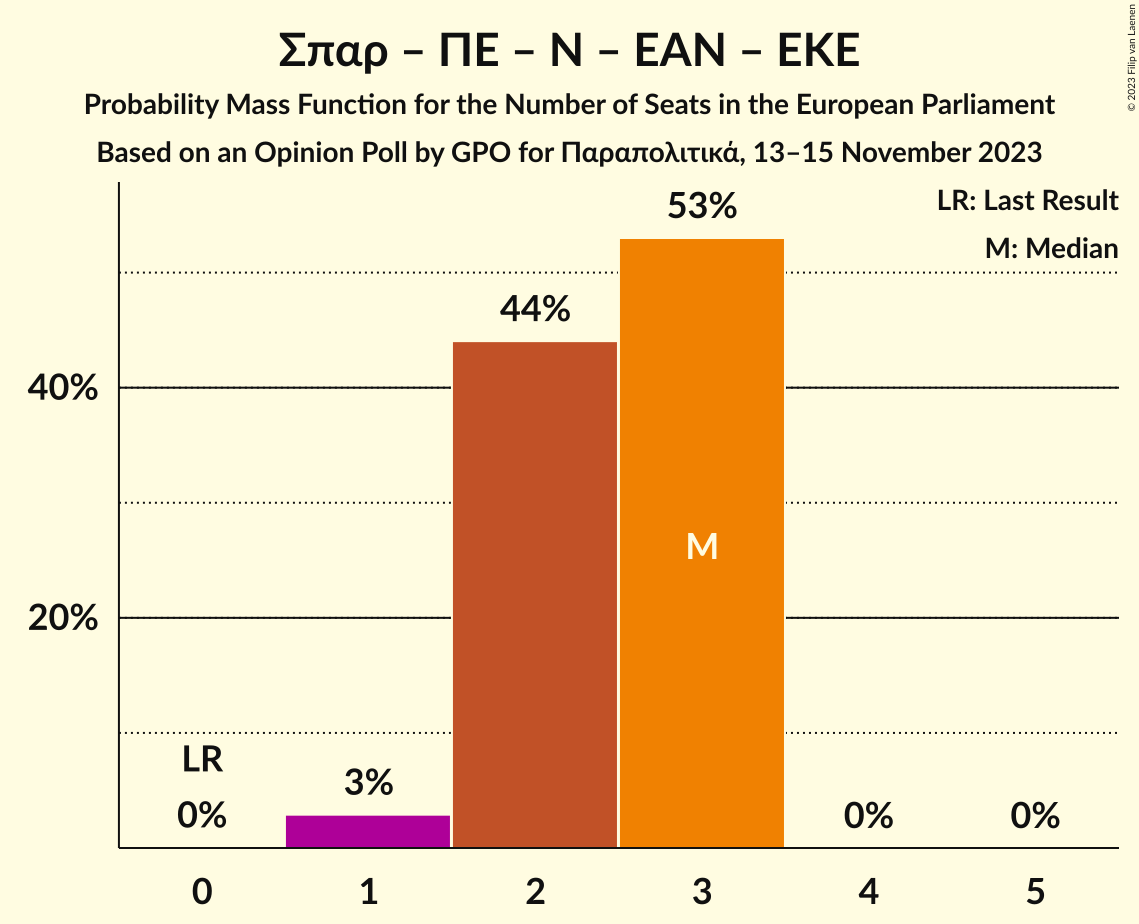 Σπαρ – ΠΕ – Ν – ΕΑΝ – ΕΚΕ
Probability Mass Function for the Number of Seats in the European Parliament
Based on an Opinion Poll by GPO for Παραπολιτικά, 13–15 November 2023
© 2023 Filip van Laenen
LR: Last Result
M: Median
53%
44%
40%
M
20%
LR
3%
0%
0%
0%
0
1
2
3
4
5